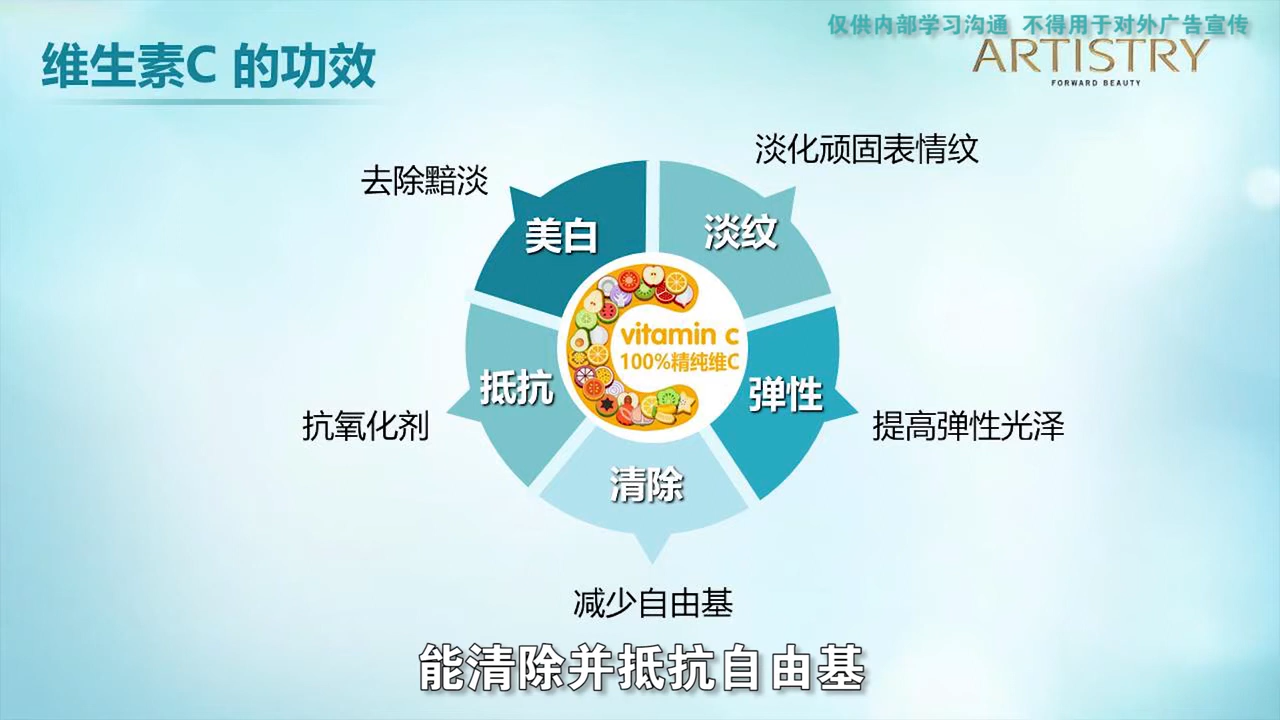 仅供内部学习沟通 不得用于对外广告宣传
维生素C 的功效
ARTISTRY
FORWARD BEAUTY
淡化顽固表情纹
去除黯淡
美白
淡纹
vitamin c
100%精纯维C
抵抗
弹性
抗氧化剂
提高弹性光泽
清除
减少自由基
能清除并抵抗自由基